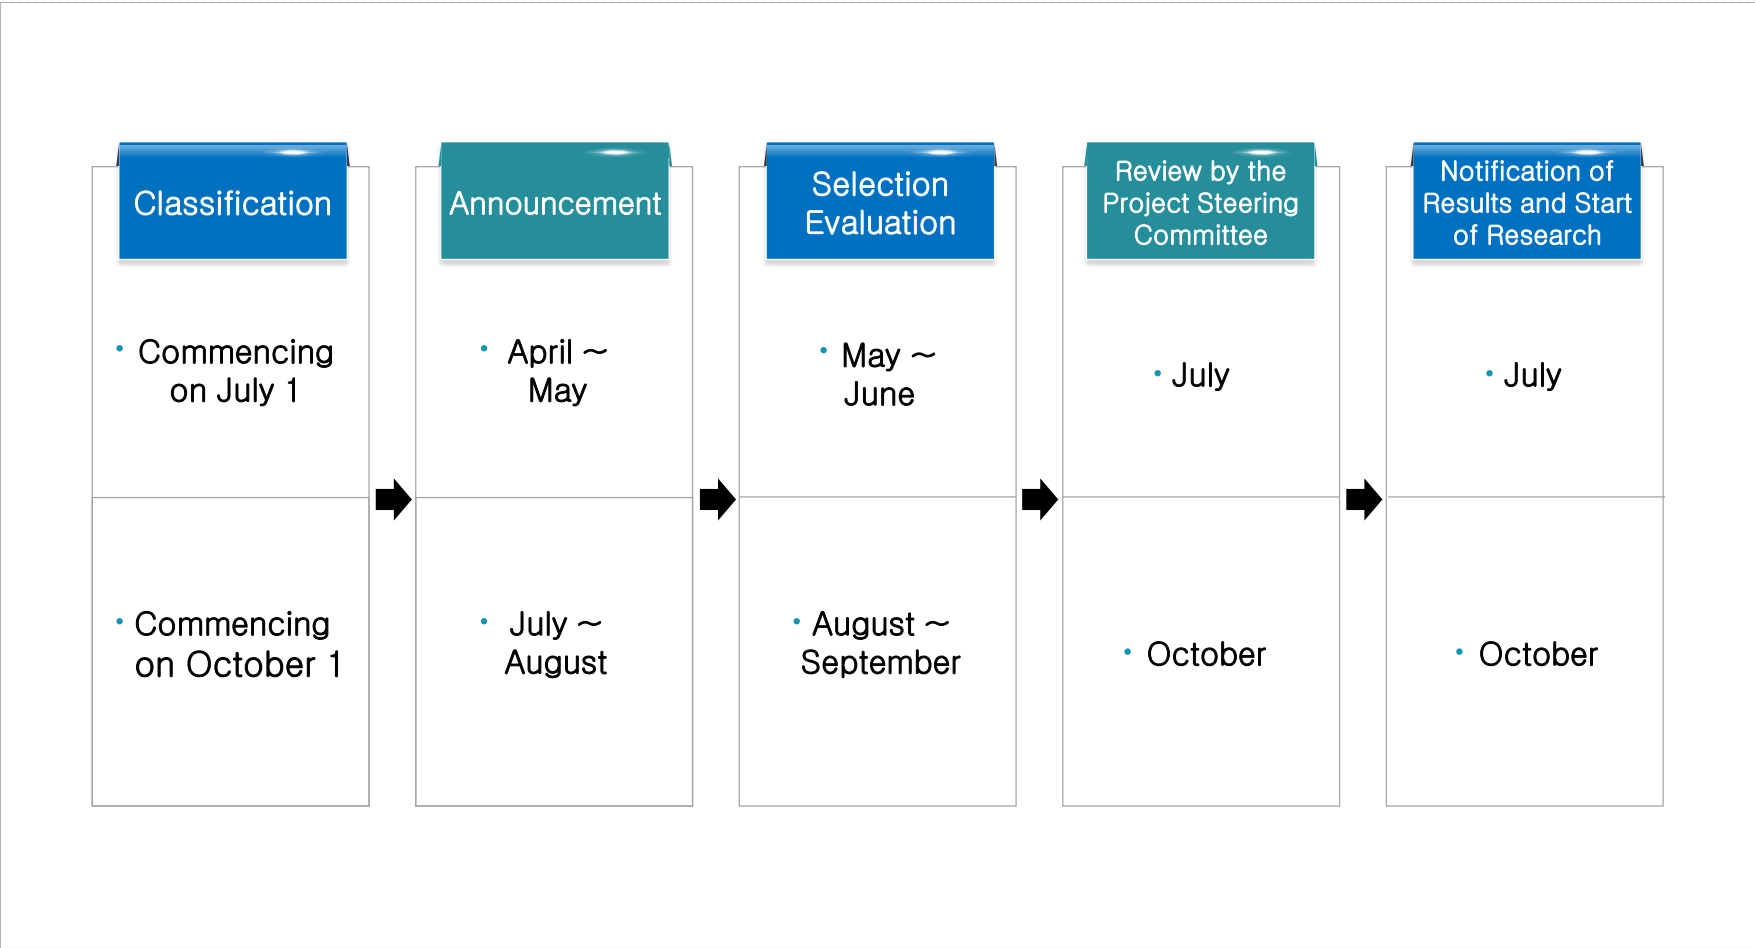 Classification
Announcement
Selection
Evaluation
Review by the
Project Steering
Committee
Notification of
Results and Start
of Research
• Commencing
on July 1
• April ~
May
• May ~
June
• July
• July
• Commencing
on October 1
• July ~
August
• August ~
September
• October
• October